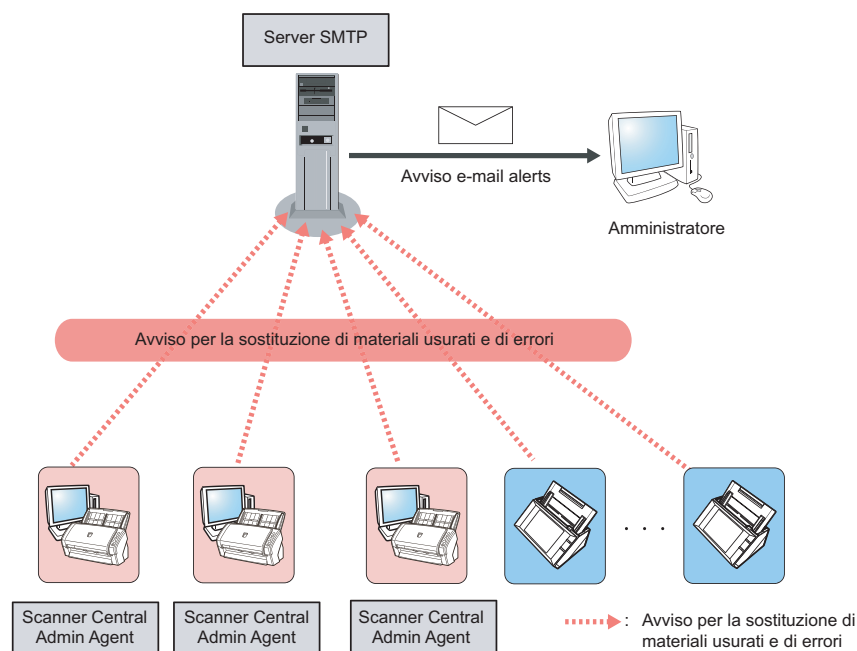 Server SMTP
Avviso e-mail alerts
Amministratore
Avviso per la sostituzione di materiali usurati e di errori
. . .
Scanner Central
Admin Agent
Scanner Central
Admin Agent
Scanner Central
Admin Agent
: Avviso per la sostituzione di
materiali usurati e di errori